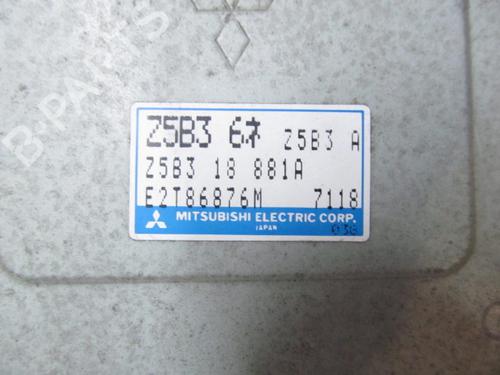 B-PARTS
Z5B3 67 Z5B3 A
Z5B3 18 881A
E2T86876M 7118
MITSUBISHI ELECTRIC CORP.
JAPAN